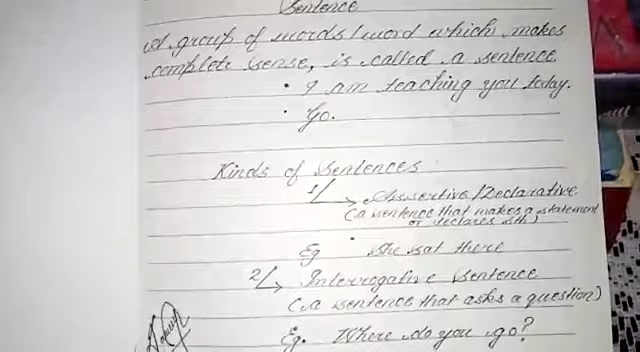 Sentence
A group of words/word which makes
complete sense, is called a sentence.
• I am teaching you today.
• Go.
Kinds of Sentences
1/ → Assertive/Declarative
(a sentence that makes a statement
or declares sth)
Eg • She sat there
2/ → Interrogative Sentence
(a sentence that asks a question)
Eg. Where do you go?